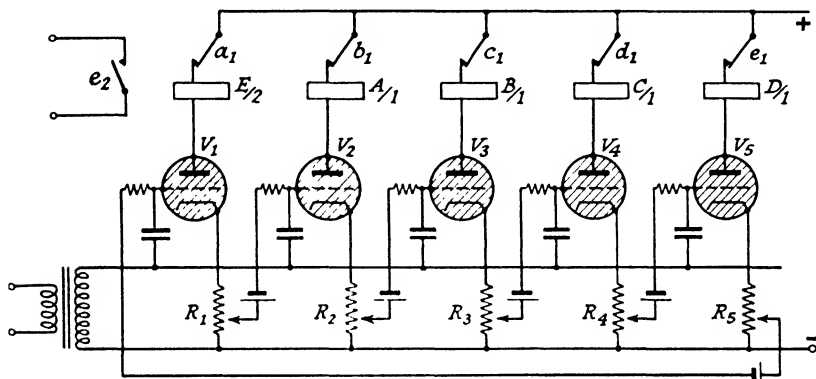 +
a1 b1 c1 d1 e1
e2
E/2 A/1 B/1 C/1 D/1
V1 V2 V3 V4 V5
R1 R2 R3 R4 R5
−